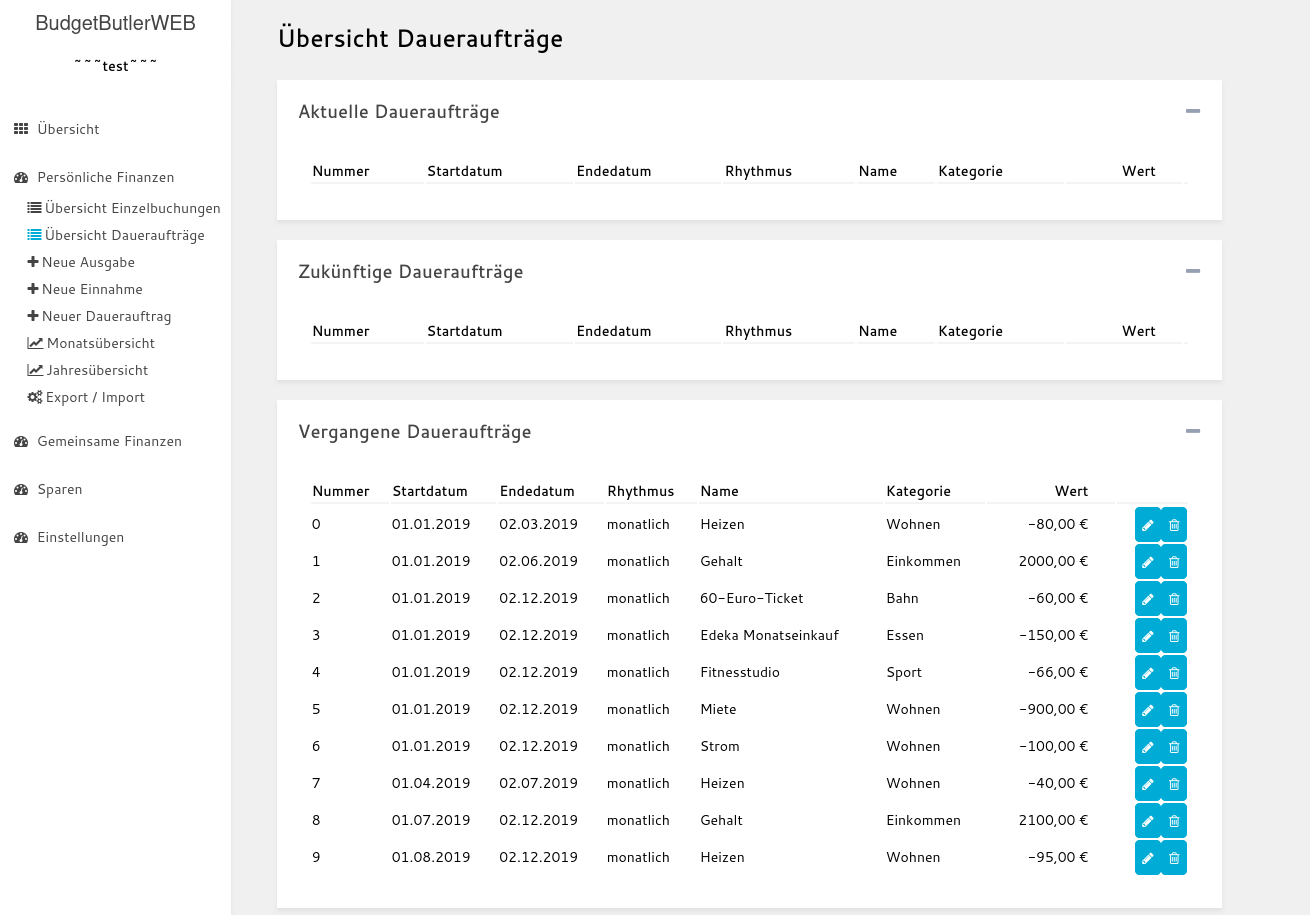 BudgetButlerWEB
~~~test~~~
Übersicht
Persönliche Finanzen
Übersicht Einzelbuchungen
Übersicht Daueraufträge
Neue Ausgabe
Neue Einnahme
Neuer Dauerauftrag
Monatsübersicht
Jahresübersicht
Export / Import
Gemeinsame Finanzen
Sparen
Einstellungen
Übersicht Daueraufträge
Aktuelle Daueraufträge
Nummer Startdatum Endedatum Rhythmus Name Kategorie Wert
Zukünftige Daueraufträge
Nummer Startdatum Endedatum Rhythmus Name Kategorie Wert
Vergangene Daueraufträge
Nummer Startdatum Endedatum Rhythmus Name Kategorie Wert
0 01.01.2019 02.03.2019 monatlich Heizen Wohnen -80,00 €
1 01.01.2019 02.06.2019 monatlich Gehalt Einkommen 2000,00 €
2 01.01.2019 02.12.2019 monatlich 60-Euro-Ticket Bahn -60,00 €
3 01.01.2019 02.12.2019 monatlich Edeka Monatseinkauf Essen -150,00 €
4 01.01.2019 02.12.2019 monatlich Fitnesstudio Sport -66,00 €
5 01.01.2019 02.12.2019 monatlich Miete Wohnen -900,00 €
6 01.01.2019 02.12.2019 monatlich Strom Wohnen -100,00 €
7 01.04.2019 02.07.2019 monatlich Heizen Wohnen -40,00 €
8 01.07.2019 02.12.2019 monatlich Gehalt Einkommen 2100,00 €
9 01.08.2019 02.12.2019 monatlich Heizen Wohnen -95,00 €